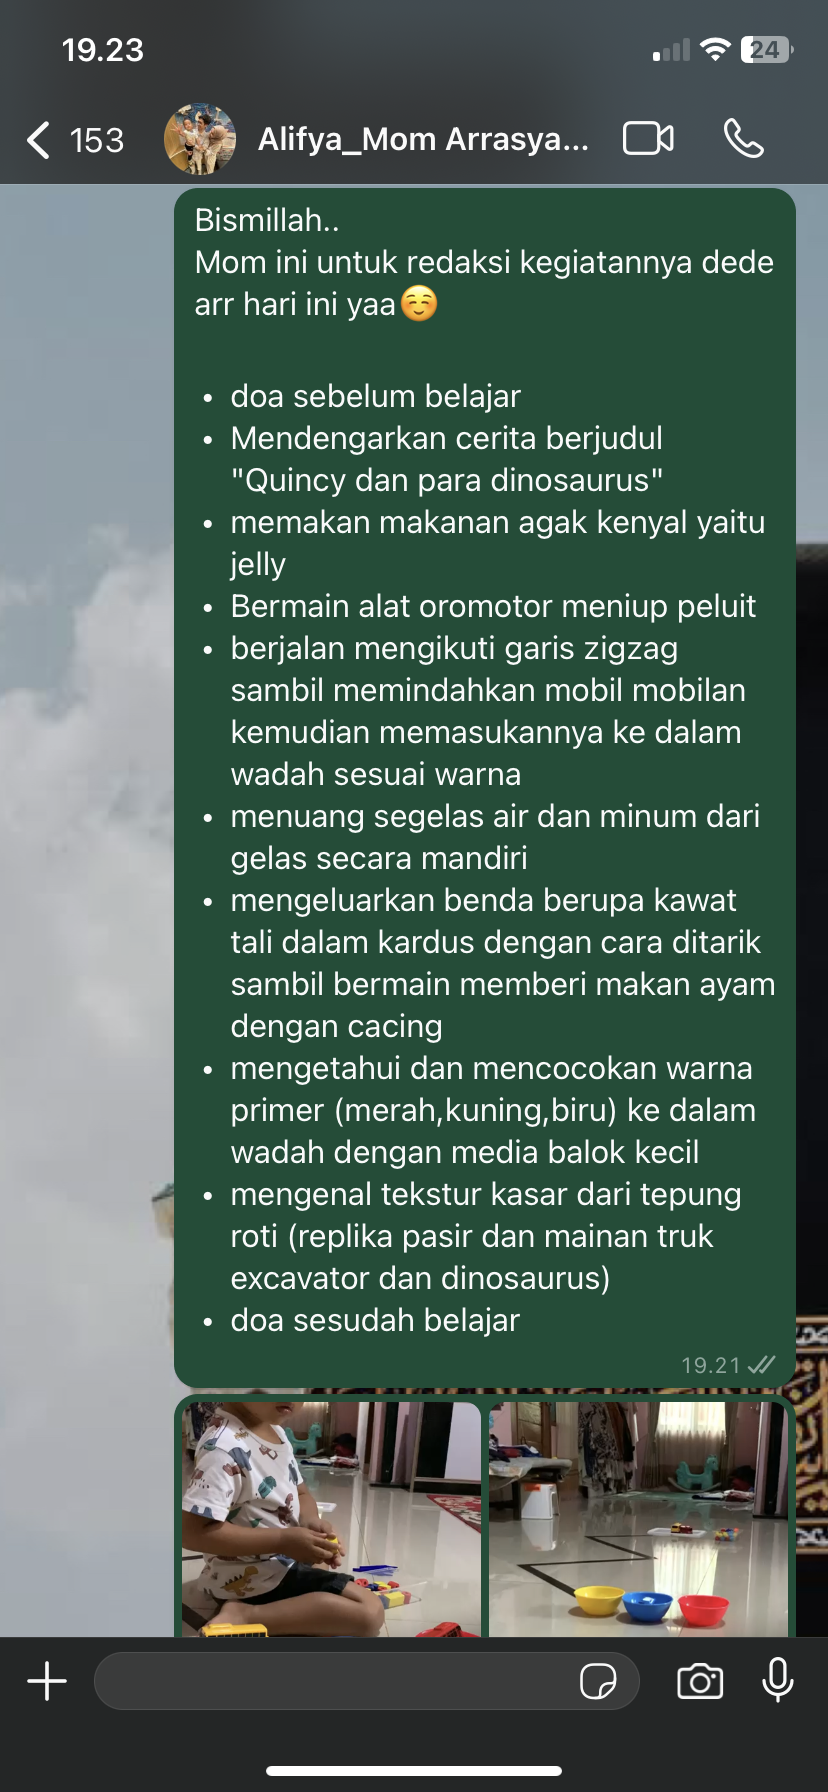 19.23
24
153
Alifya_Mom Arrasya...
Bismillah..
Mom ini untuk redaksi kegiatannya dede
arr hari ini yaa☺️
• doa sebelum belajar
• Mendengarkan cerita berjudul
"Quincy dan para dinosaurus"
• memakan makanan agak kenyal yaitu
jelly
• Bermain alat oromotor meniup peluit
• berjalan mengikuti garis zigzag
sambil memindahkan mobil mobilan
kemudian memasukannya ke dalam
wadah sesuai warna
• menuang segelas air dan minum dari
gelas secara mandiri
• mengeluarkan benda berupa kawat
tali dalam kardus dengan cara ditarik
sambil bermain memberi makan ayam
dengan cacing
• mengetahui dan mencocokan warna
primer (merah,kuning,biru) ke dalam
wadah dengan media balok kecil
• mengenal tekstur kasar dari tepung
roti (replika pasir dan mainan truk
excavator dan dinosaurus)
• doa sesudah belajar
19.21